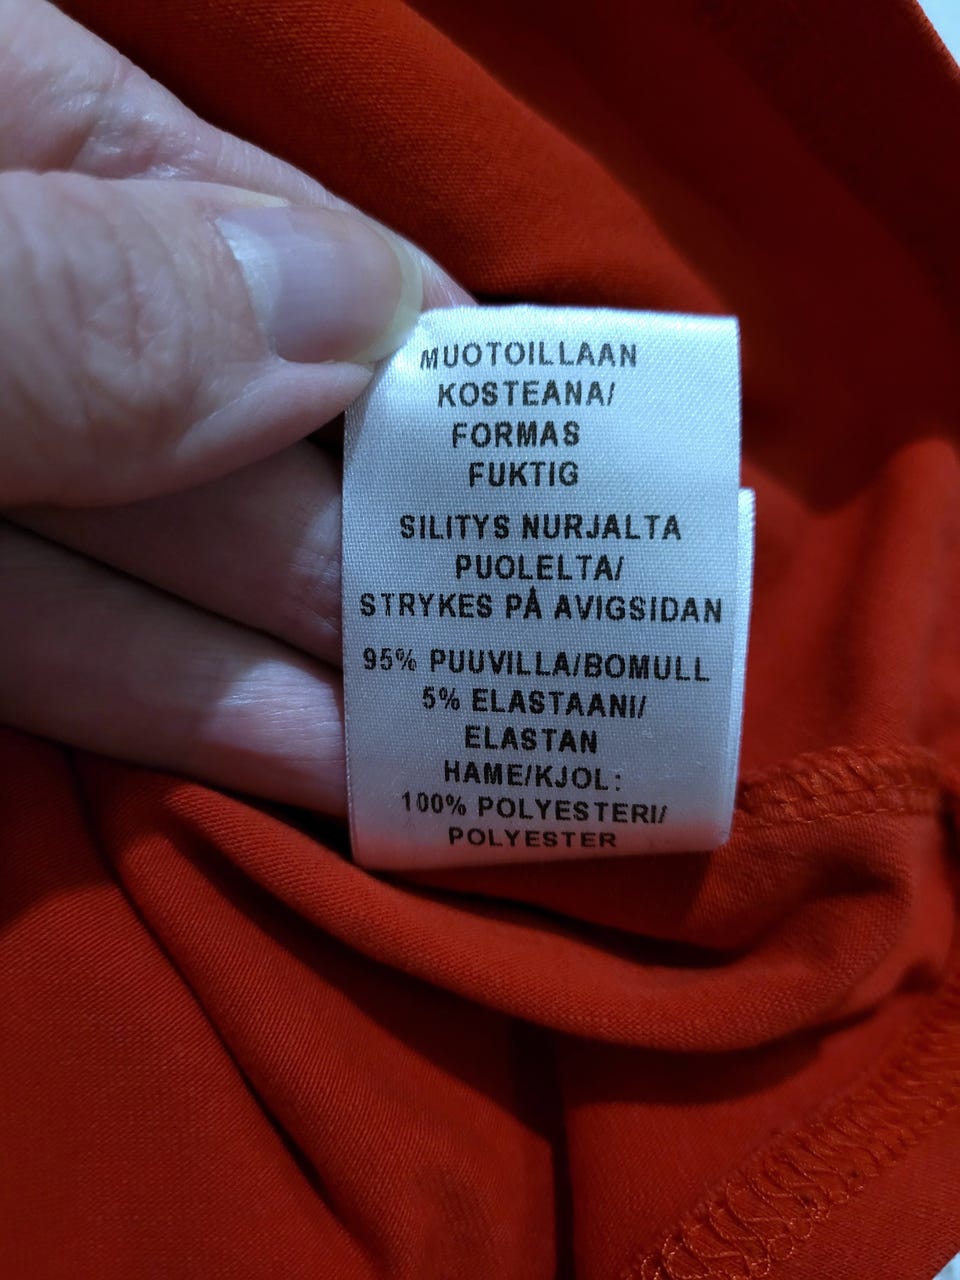 MUOTOILLAAN
KOSTEANA/
FORMAS
FUKTIG
SILITYS NURJALTA
PUOLELTA/
STRYKES PÅ AVIGSIDAN
95% PUUVILLA/BOMULL
5% ELASTAANI/
ELASTAN
HAME/KJOL:
100% POLYESTERI/
POLYESTER